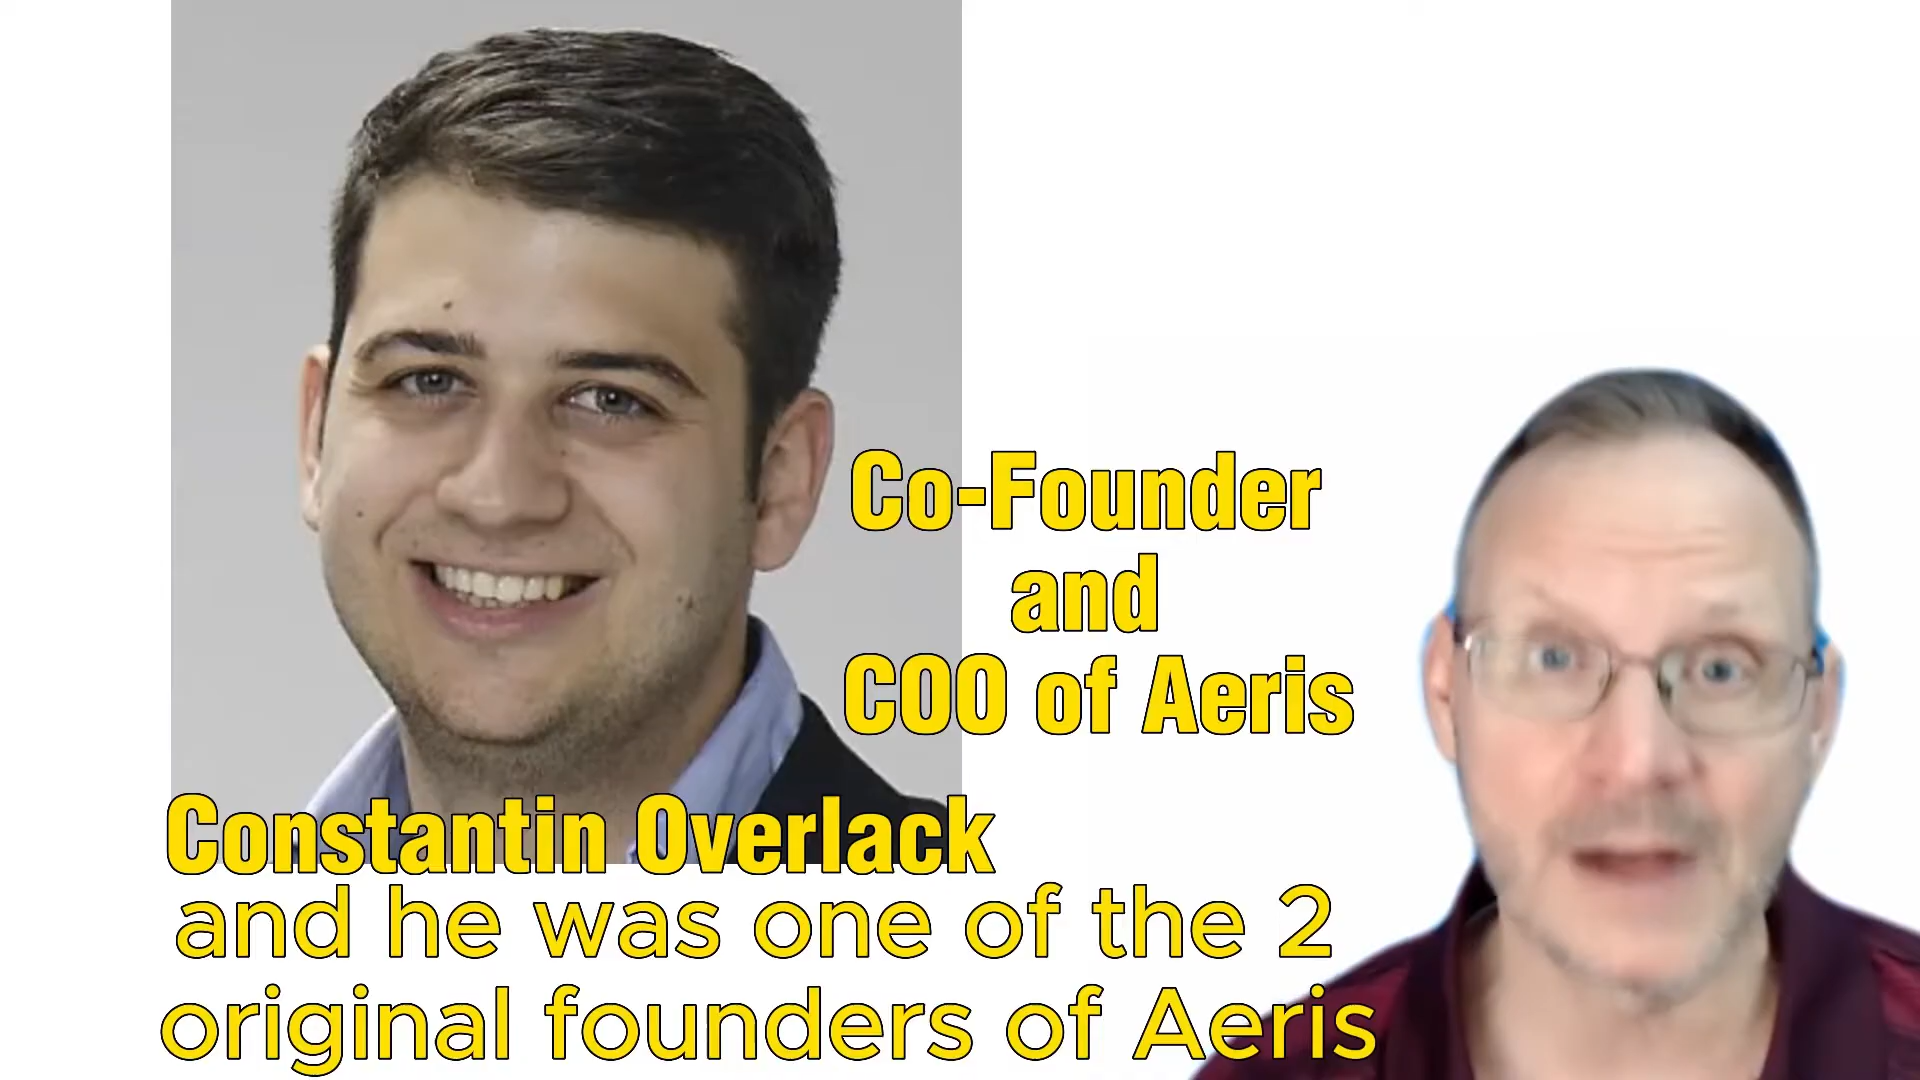 Co-Founder
and
COO of Aeris
Constantin Overlack
and he was one of the 2
original founders of Aeris